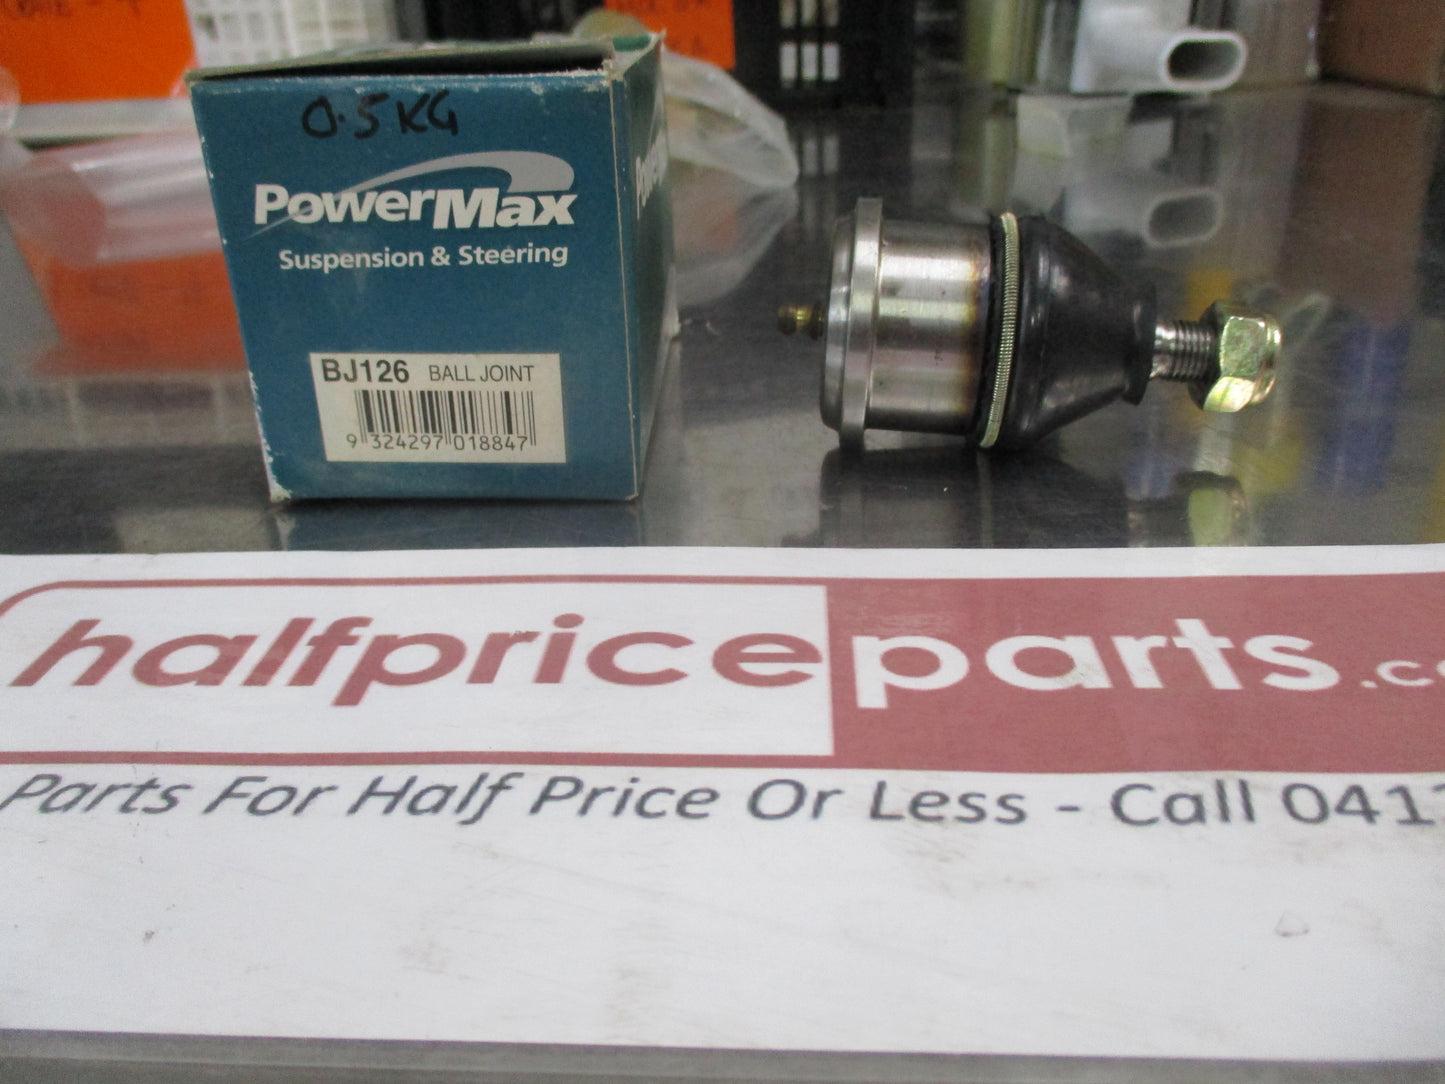 0.5KG
PowerMax
Suspension & Steering
BJ126 BALL JOINT
9 324297 018847
halfpriceparts.c
Parts For Half Price Or Less - Call 041